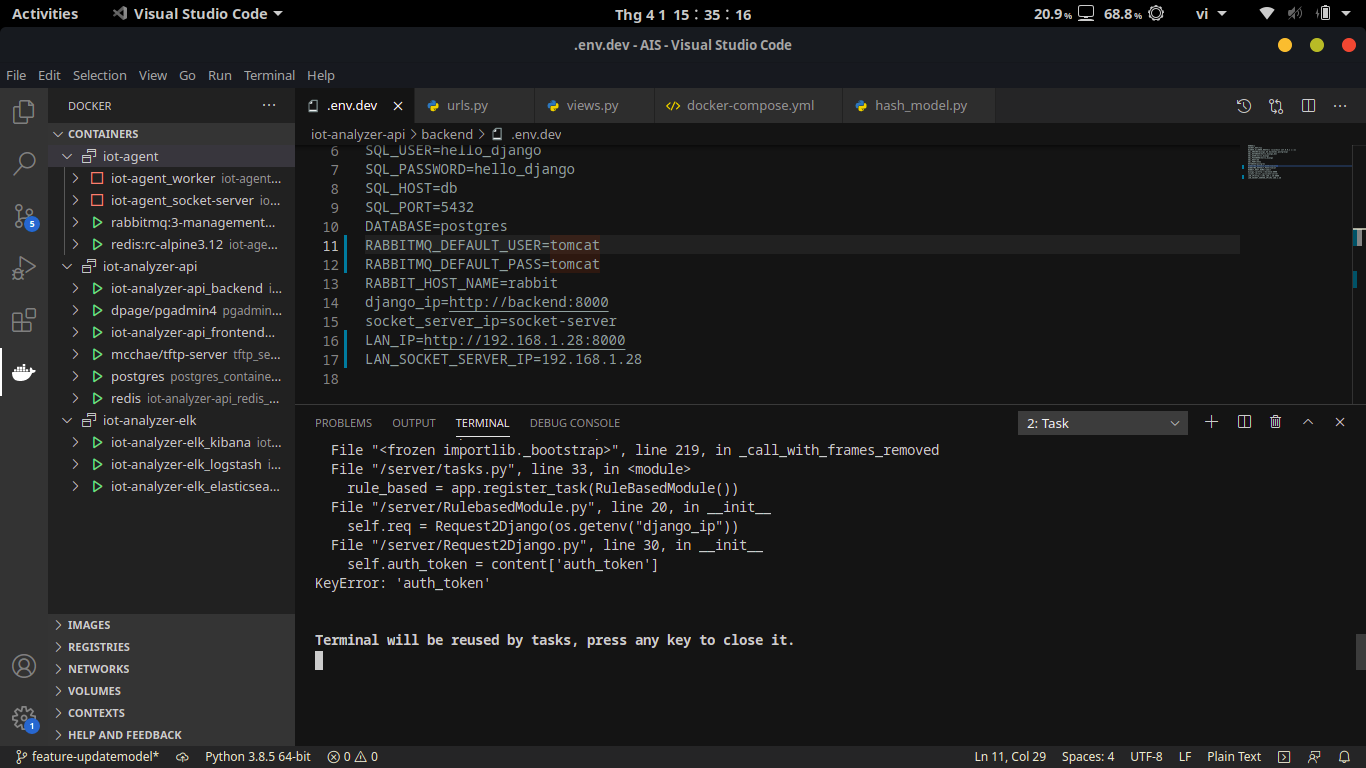 Activities Visual Studio Code Thg 4 1 15:35:16 20.9% 68.8% vi
.env.dev - AIS - Visual Studio Code
File Edit Selection View Go Run Terminal Help
DOCKER ...
CONTAINERS
iot-agent
iot-agent_worker iot-agent...
iot-agent_socket-server io...
rabbitmq:3-management...
redis:rc-alpine3.12 iot-age...
iot-analyzer-api
iot-analyzer-api_backend i...
dpage/pgadmin4 pgadmin...
iot-analyzer-api_frontend...
mcchae/tftp-server tftp_se...
postgres postgres_containe...
redis iot-analyzer-api_redis_...
iot-analyzer-elk
iot-analyzer-elk_kibana iot...
iot-analyzer-elk_logstash i...
iot-analyzer-elk_elasticsea...
IMAGES
REGISTRIES
NETWORKS
VOLUMES
CONTEXTS
HELP AND FEEDBACK
5
1
.env.dev urls.py views.py docker-compose.yml hash_model.py ...
iot-analyzer-api > backend > .env.dev
6 SQL_USER=hello_django
7 SQL_PASSWORD=hello_django
8 SQL_HOST=db
9 SQL_PORT=5432
10 DATABASE=postgres
11 RABBITMQ_DEFAULT_USER=tomcat
12 RABBITMQ_DEFAULT_PASS=tomcat
13 RABBIT_HOST_NAME=rabbit
14 django_ip=http://backend:8000
15 socket_server_ip=socket-server
16 LAN_IP=http://192.168.1.28:8000
17 LAN_SOCKET_SERVER_IP=192.168.1.28
18
PROBLEMS OUTPUT TERMINAL DEBUG CONSOLE 2: Task
File "<frozen importlib._bootstrap>", line 219, in _call_with_frames_removed
File "/server/tasks.py", line 33, in <module>
rule_based = app.register_task(RuleBasedModule())
File "/server/RulebasedModule.py", line 20, in __init__
self.req = Request2Django(os.getenv("django_ip"))
File "/server/Request2Django.py", line 30, in __init__
self.auth_token = content['auth_token']
KeyError: 'auth_token'
Terminal will be reused by tasks, press any key to close it.
feature-updatemodel* Python 3.8.5 64-bit 0 0 Ln 11, Col 29 Spaces: 4 UTF-8 LF Plain Text